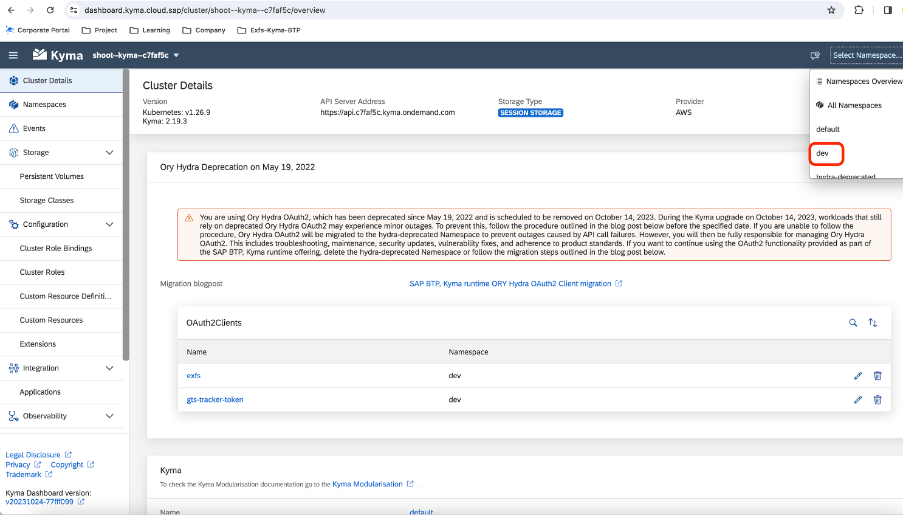 dashboard.kyma.cloud.sap/cluster/shoot--kyma--c7faf5c/overview
Corporate Portal
Project
Learning
Company
Exfs-Kyma-BTP
Kyma
shoot--kyma--c7faf5c
Select Namespace...
Cluster Details
Namespaces
Events
Storage
Persistent Volumes
Storage Classes
Configuration
Cluster Role Bindings
Cluster Roles
Custom Resource Definiti...
Custom Resources
Extensions
Integration
Applications
Observability
Legal Disclosure
Privacy
Copyright
Trademark
Kyma Dashboard version:
v20231024-77fff099
Cluster Details
Version
Kubernetes: v1.26.9
Kyma: 2.19.3
API Server Address
https://api.c7faf5c.kyma.ondemand.com
Storage Type
SESSION STORAGE
Provider
AWS
Namespaces Overview
All Namespaces
default
dev
hydra-deprecated
Ory Hydra Deprecation on May 19, 2022
You are using Ory Hydra OAuth2, which has been deprecated since May 19, 2022 and is scheduled to be removed on October 14, 2023. During the Kyma upgrade on October 14, 2023, workloads that still
rely on deprecated Ory Hydra OAuth2 may experience minor outages. To prevent this, follow the procedure outlined in the blog post below before the specified date. If you are unable to follow the
procedure, Ory Hydra OAuth2 will be migrated to the hydra-deprecated Namespace to prevent outages caused by API call failures. However, you will then be fully responsible for managing Ory Hydra
OAuth2. This includes troubleshooting, maintenance, security updates, vulnerability fixes, and adherence to product standards. If you want to continue using the OAuth2 functionality provided as part of
the SAP BTP, Kyma runtime offering, delete the hydra-deprecated Namespace or follow the migration steps outlined in the blog post below.
Migration blogpost
SAP BTP, Kyma runtime ORY Hydra OAuth2 Client migration
OAuth2Clients
Name
Namespace
exfs
dev
gts-tracker-token
dev
Kyma
To check the Kyma Modularisation documentation go to the Kyma Modularisation .
Name
default